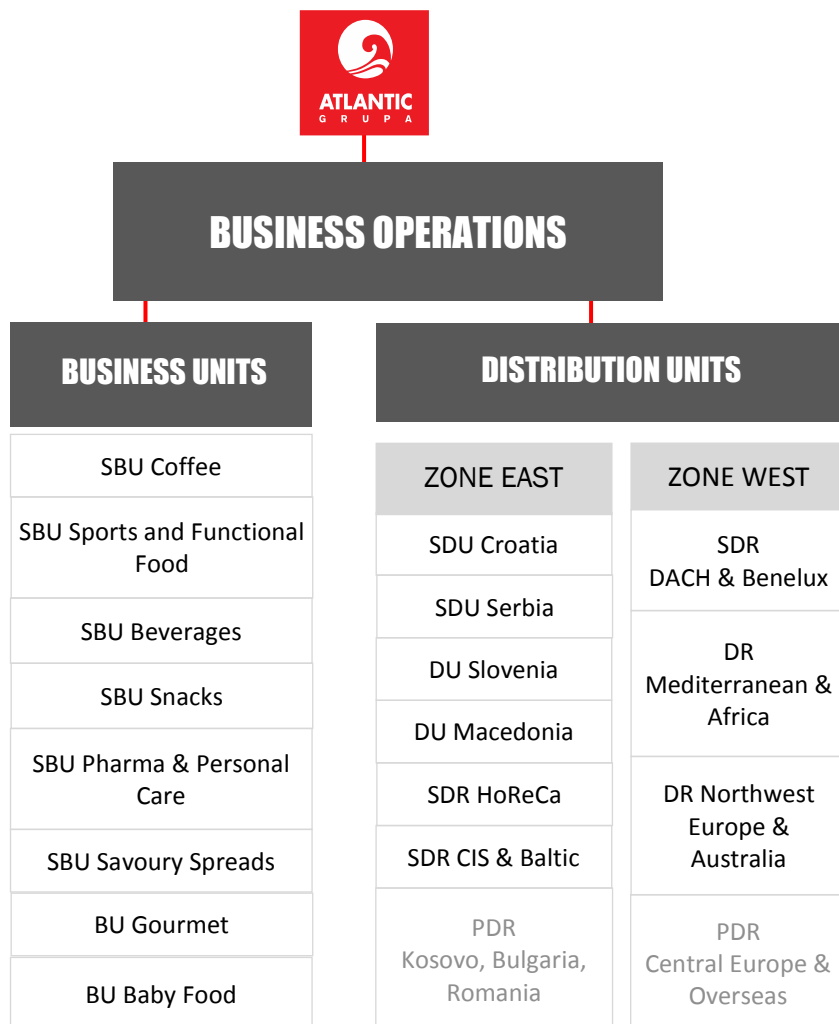 ATLANTIC
GRUPA
BUSINESS OPERATIONS
BUSINESS UNITS
SBU Coffee
SBU Sports and Functional
Food
SBU Beverages
SBU Snacks
SBU Pharma & Personal
Care
SBU Savoury Spreads
BU Gourmet
BU Baby Food
DISTRIBUTION UNITS
ZONE EAST
SDU Croatia
SDU Serbia
DU Slovenia
DU Macedonia
SDR HoReCa
SDR CIS & Baltic
PDR
Kosovo, Bulgaria,
Romania
ZONE WEST
SDR
DACH & Benelux
DR
Mediterranean &
Africa
DR Northwest
Europe &
Australia
PDR
Central Europe &
Overseas